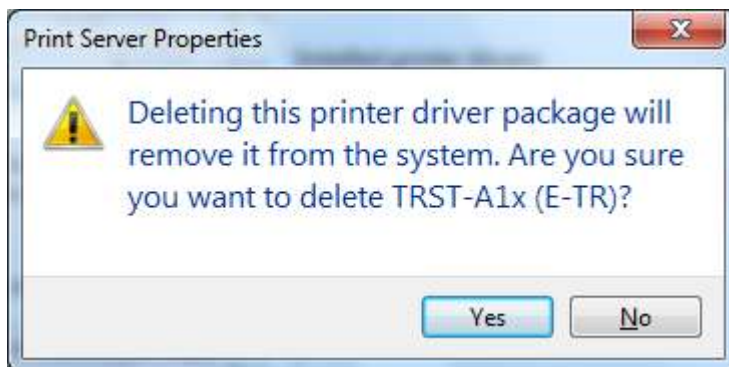 Print Server Properties
Deleting this printer driver package will
remove it from the system. Are you sure
you want to delete TRST-A1x (E-TR)?
Yes
No